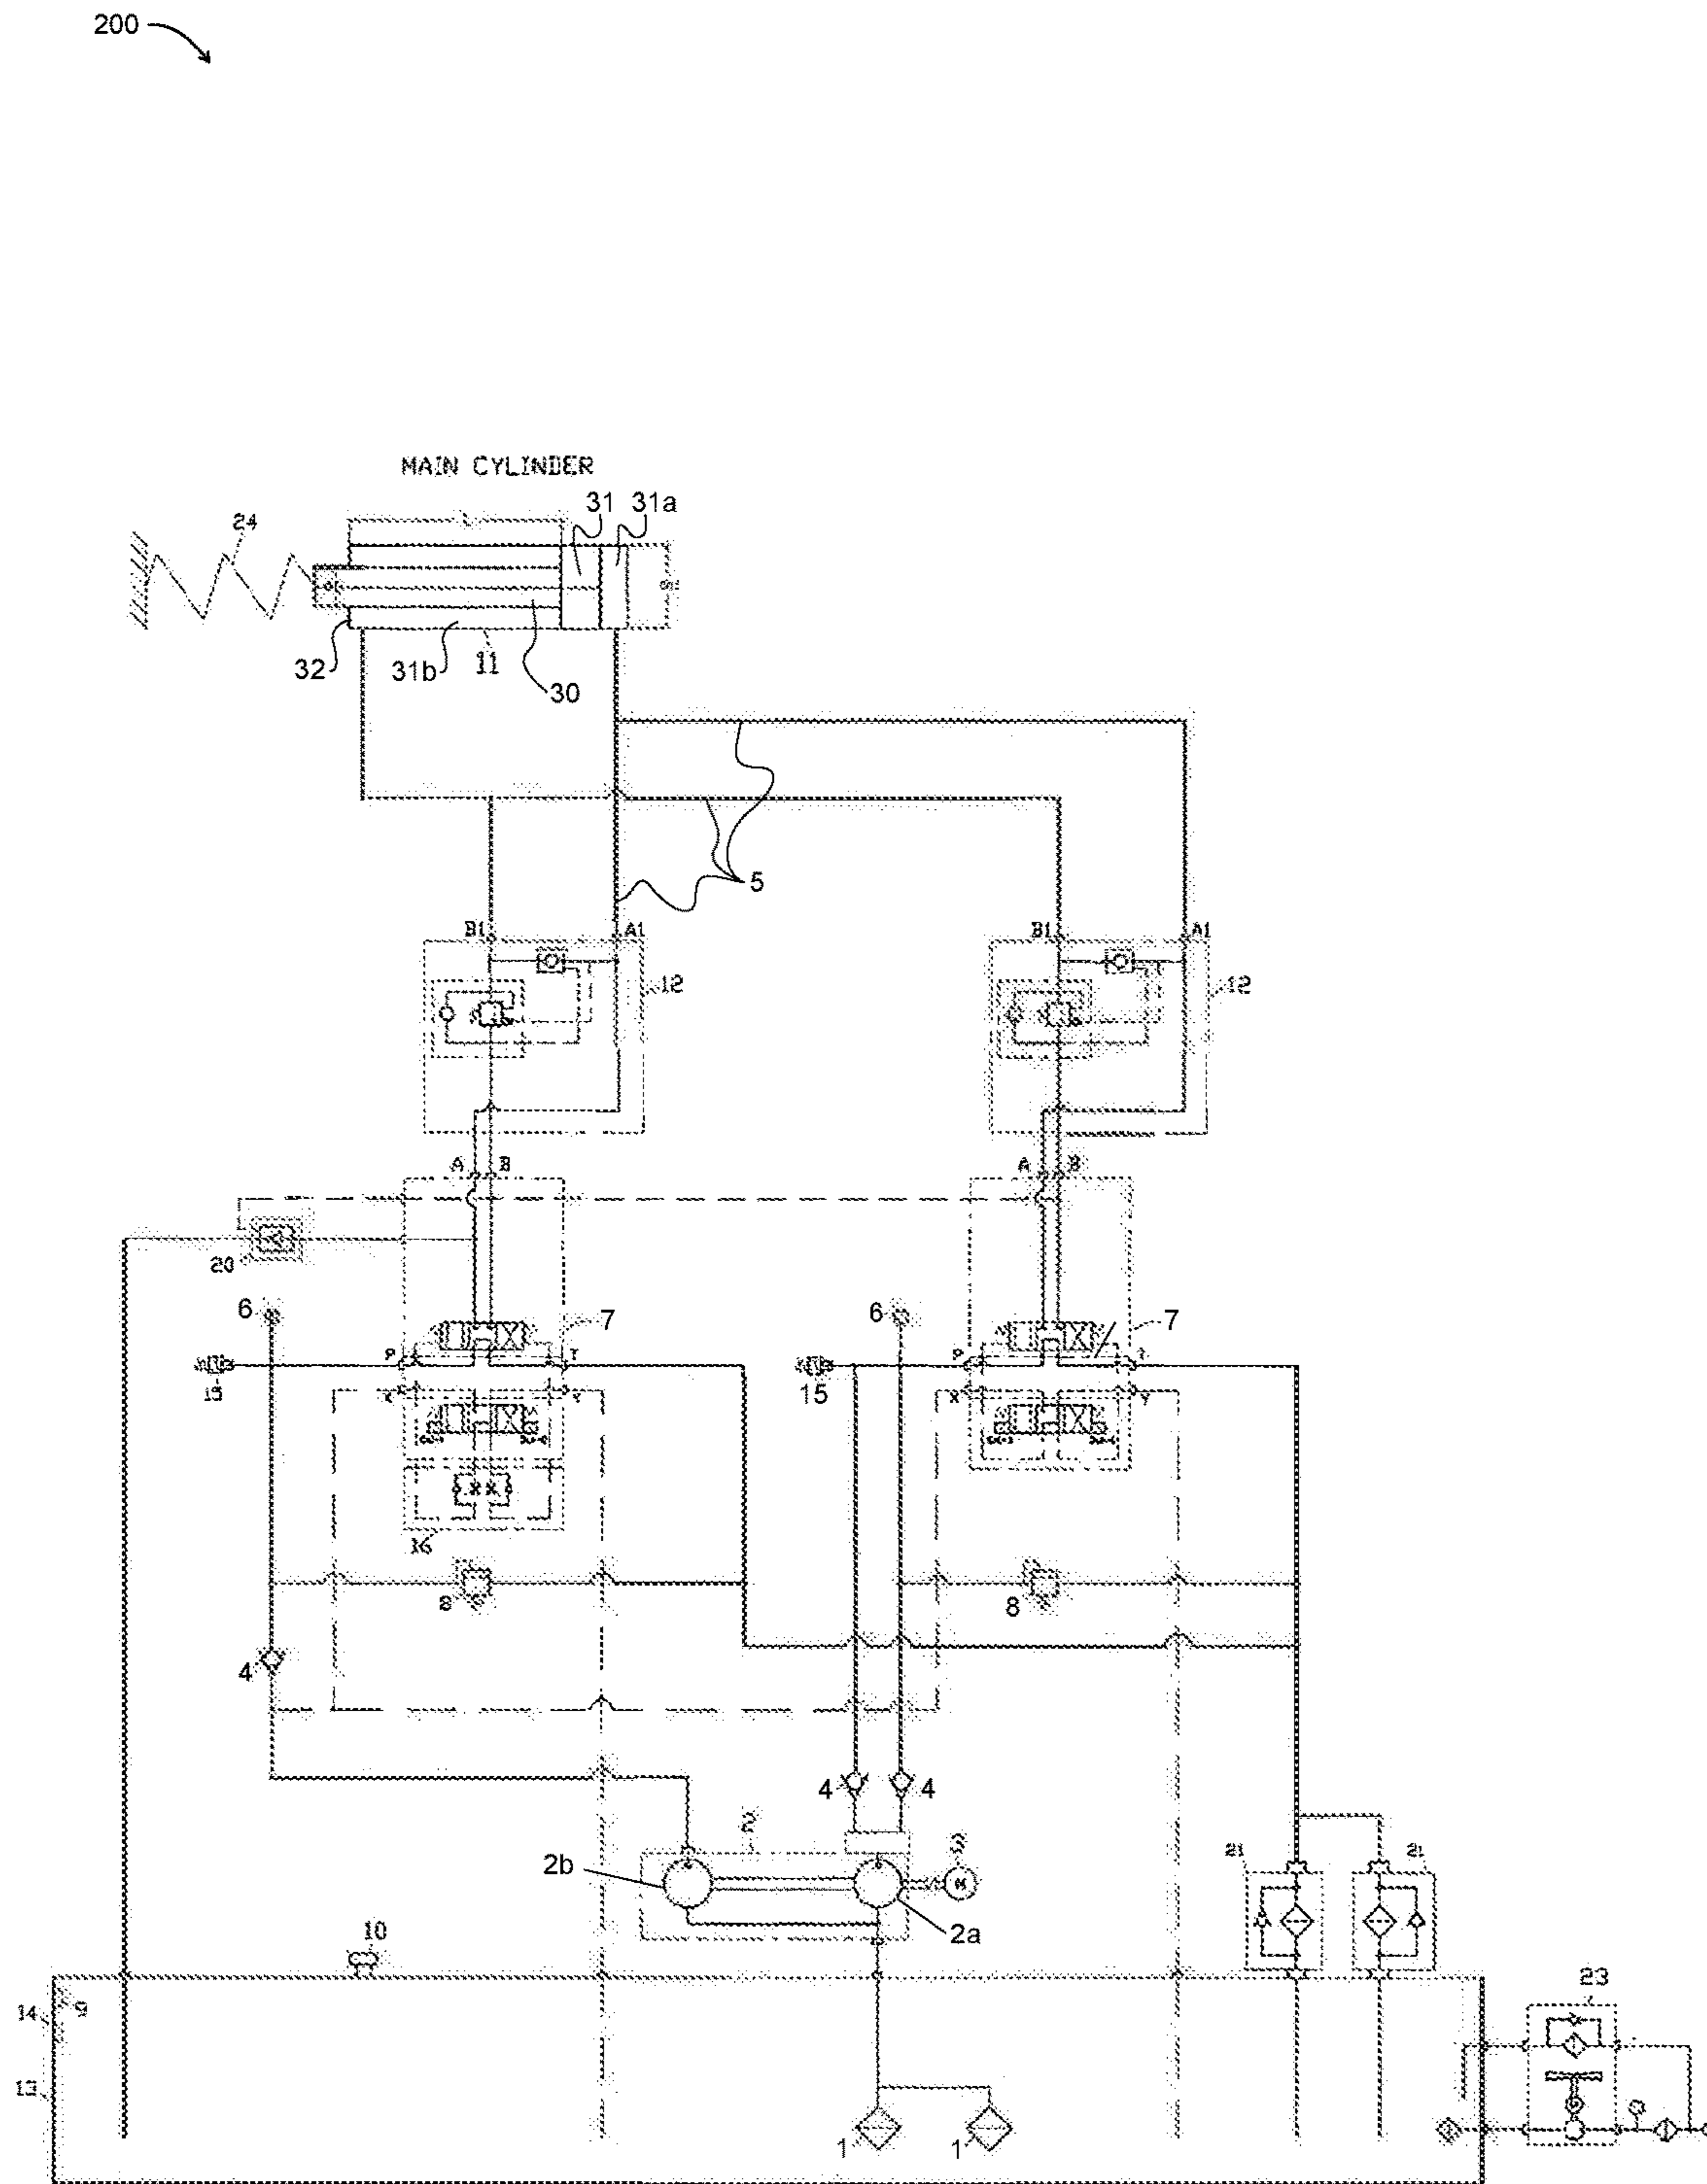 200
MAIN CYLINDER
31 31a
24
32 31b 11 30
5
B1 A1 B1 A1
12 12
A B A B
20
6 7 6 7
P T P T
15 15
X Y X Y
16
8 8
4
4 4
2 3
2b
2a
21 21
10
14 9 23
13
1 1